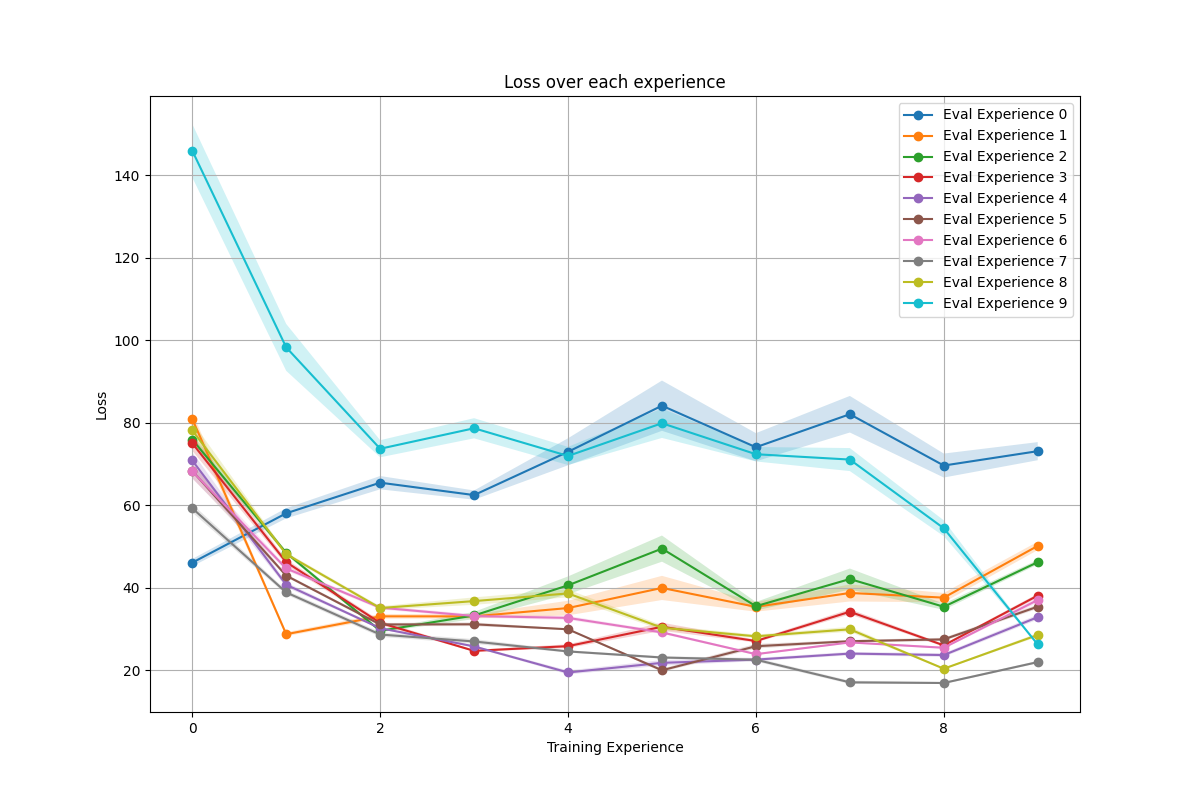 Loss over each experience
Eval Experience 0
Eval Experience 1
Eval Experience 2
Eval Experience 3
Eval Experience 4
Eval Experience 5
Eval Experience 6
Eval Experience 7
Eval Experience 8
Eval Experience 9
140
120
100
80
60
40
20
Loss
0 2 4 6 8
Training Experience